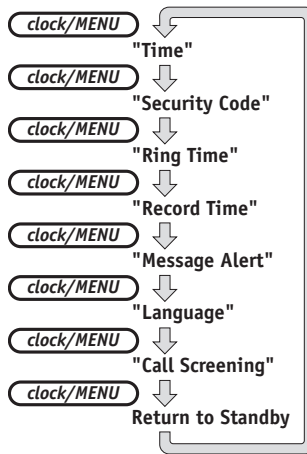 clock/MENU
"Time"
clock/MENU
"Security Code"
clock/MENU
"Ring Time"
clock/MENU
"Record Time"
clock/MENU
"Message Alert"
clock/MENU
"Language"
clock/MENU
"Call Screening"
clock/MENU
Return to Standby